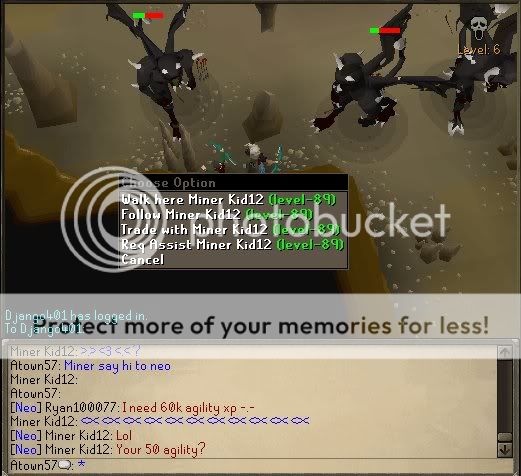 Level: 6
Choose Option
Walk here Miner Kid12 (level-89)
Follow Miner Kid12 (level-89)
Trade with Miner Kid12 (level-89)
Req Assist Miner Kid12 (level-89)
Cancel
photobucket
Django401 has logged in.
To Django401
Protect more of your memories for less!
Miner Kid12: >.> <3 <.< ?
Atown57: Miner say hi to neo
Miner Kid12:
Atown57:
[Neo] Ryan100077: I need 60k agility xp -.-
Miner Kid12:
[Neo] Miner Kid12: Lol
[Neo] Miner Kid12: Your 50 agility?
Atown57: *